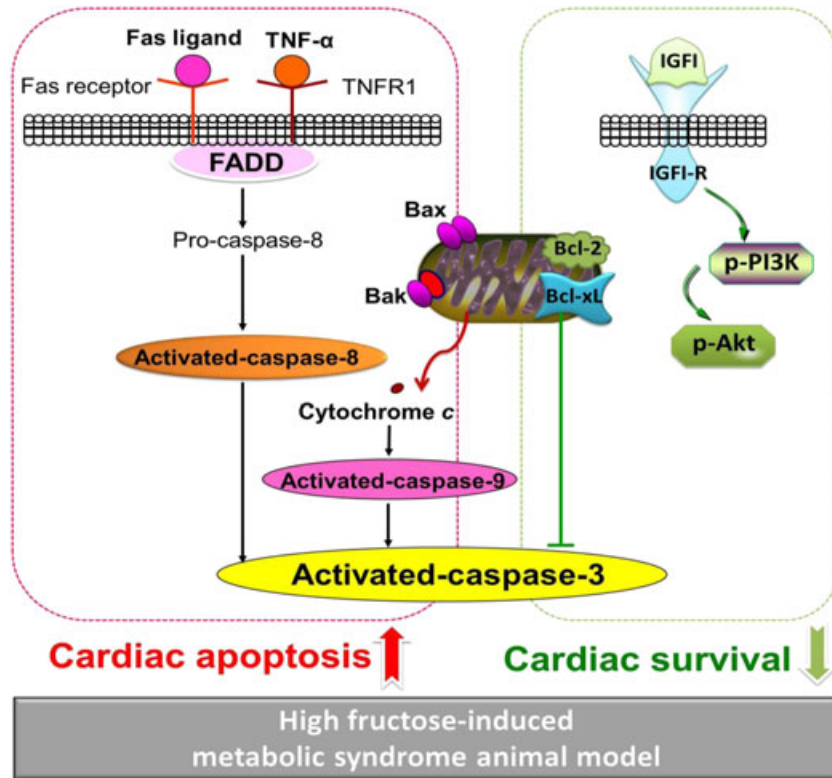 Fas ligand
TNF-α
Fas receptor
TNFR1
FADD
Pro-caspase-8
Activated-caspase-8
Bax
Bak
Bcl-2
Bcl-xL
Cytochrome c
Activated-caspase-9
Activated-caspase-3
IGFI
IGFI-R
p-PI3K
p-Akt
Cardiac apoptosis
Cardiac survival
High fructose-induced
metabolic syndrome animal model